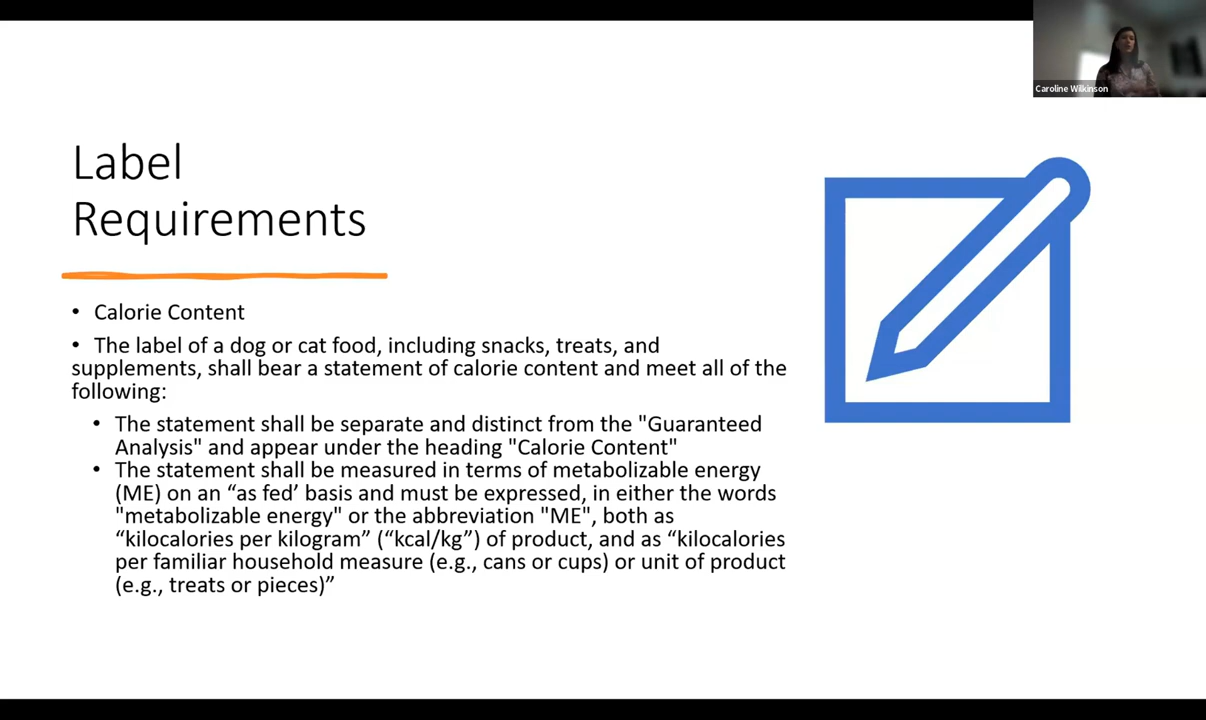 Caroline Wilkinson
Label
Requirements
• Calorie Content
• The label of a dog or cat food, including snacks, treats, and
supplements, shall bear a statement of calorie content and meet all of the
following:
• The statement shall be separate and distinct from the "Guaranteed
Analysis" and appear under the heading "Calorie Content"
• The statement shall be measured in terms of metabolizable energy
(ME) on an “as fed’ basis and must be expressed, in either the words
"metabolizable energy" or the abbreviation "ME", both as
“kilocalories per kilogram” (“kcal/kg”) of product, and as “kilocalories
per familiar household measure (e.g., cans or cups) or unit of product
(e.g., treats or pieces)”